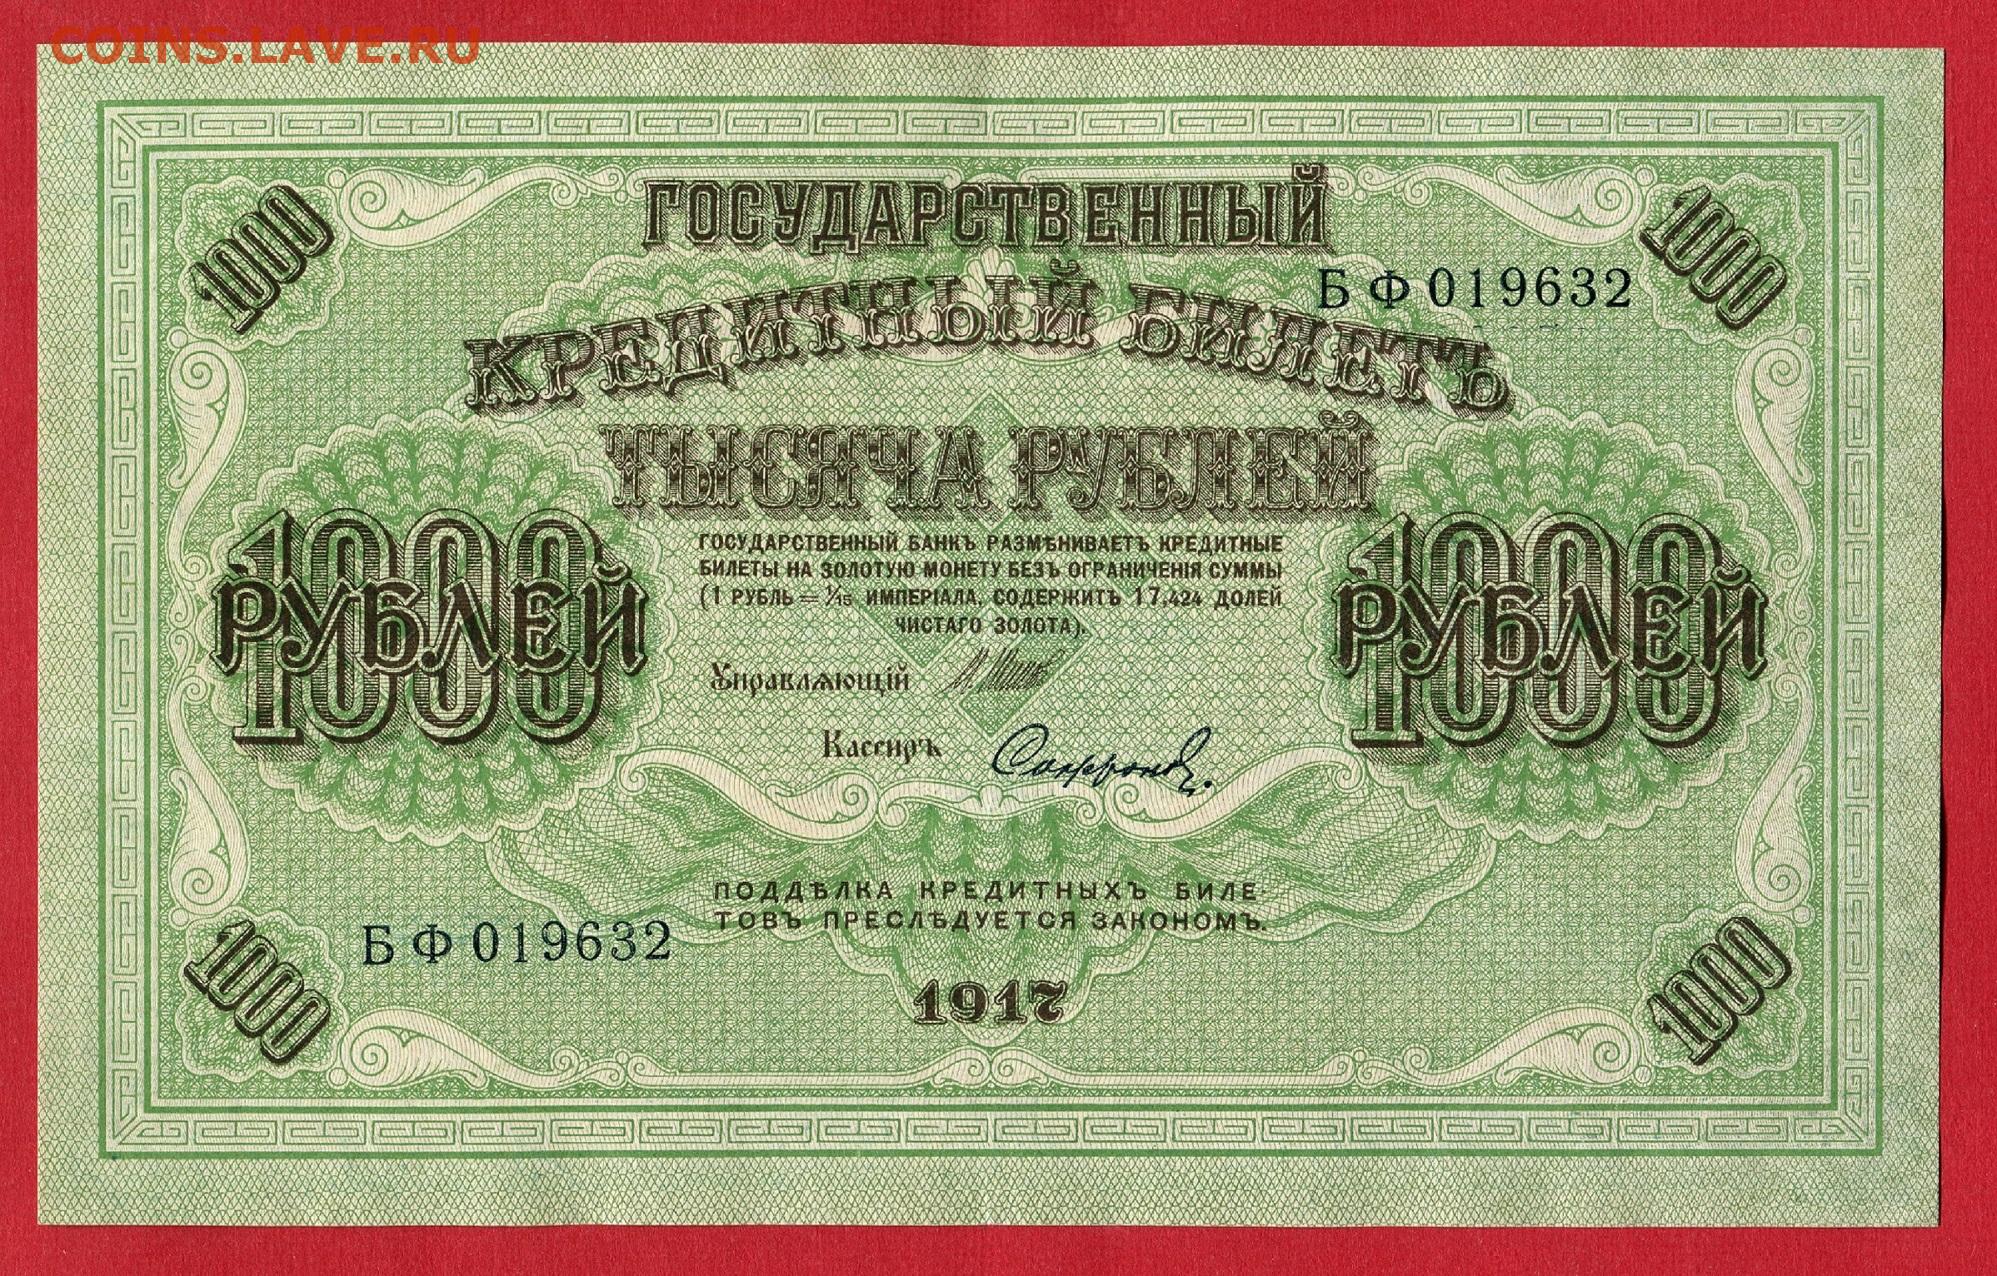 COINS.LAVE.RU
1000
ГОСУДАРСТВЕННЫЙ
1000
БФ 019632
КРЕДИТНЫЙ БИЛЕТЪ
ТЫСЯЧА РУБЛЕЙ
1000
РУБЛЕЙ
ГОСУДАРСТВЕННЫЙ БАНКЪ РАЗМѢНИВАЕТЪ КРЕДИТНЫЕ
БИЛЕТЫ НА ЗОЛОТУЮ МОНЕТУ БЕЗЪ ОГРАНИЧЕНІЯ СУММЫ
(1 РУБЛЬ = 1/15 ИМПЕРІАЛА, СОДЕРЖИТЪ 17,424 ДОЛЕЙ
ЧИСТАГО ЗОЛОТА).
1000
РУБЛЕЙ
Управляющій
Кассиръ
Сафронов
ПОДДѢЛКА КРЕДИТНЫХЪ БИЛЕ-
ТОВЪ ПРЕСЛѢДУЕТСЯ ЗАКОНОМЪ.
БФ 019632
1000
1917
1000